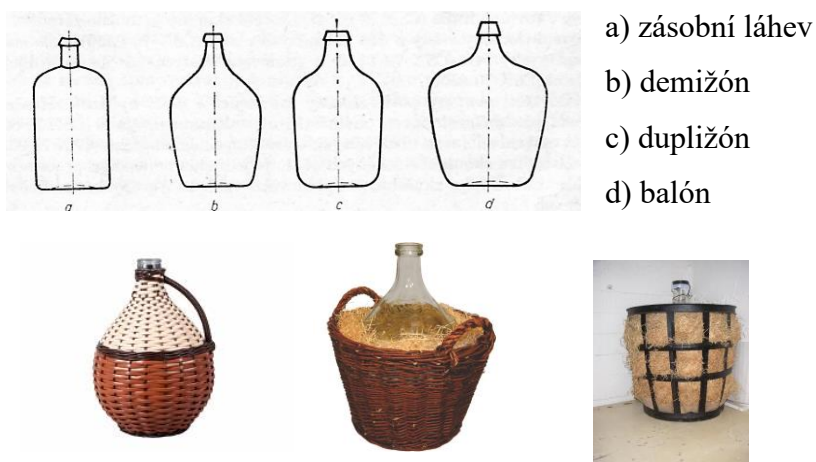 a
b
c
d
a) zásobní láhev
b) demižón
c) dupližón
d) balón